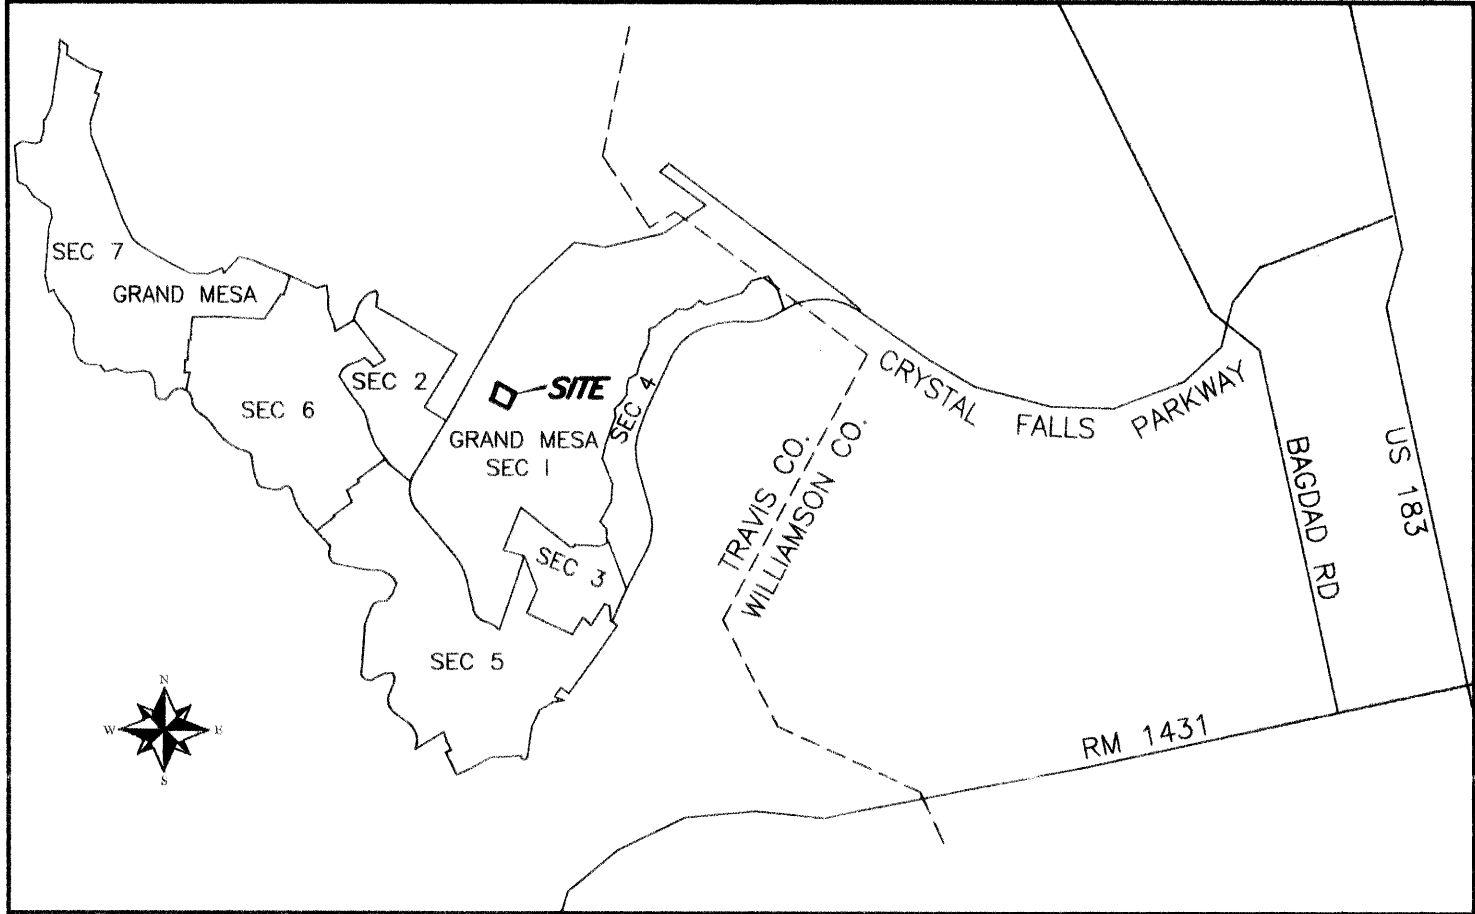 SEC 7
GRAND MESA
SEC 6
SEC 2
SITE
GRAND MESA
SEC 1
SEC 4
SEC 3
SEC 5
CRYSTAL FALLS PARKWAY
TRAVIS CO.
WILLIAMSON CO.
BAGDAD RD
US 183
RM 1431
N
W E
S